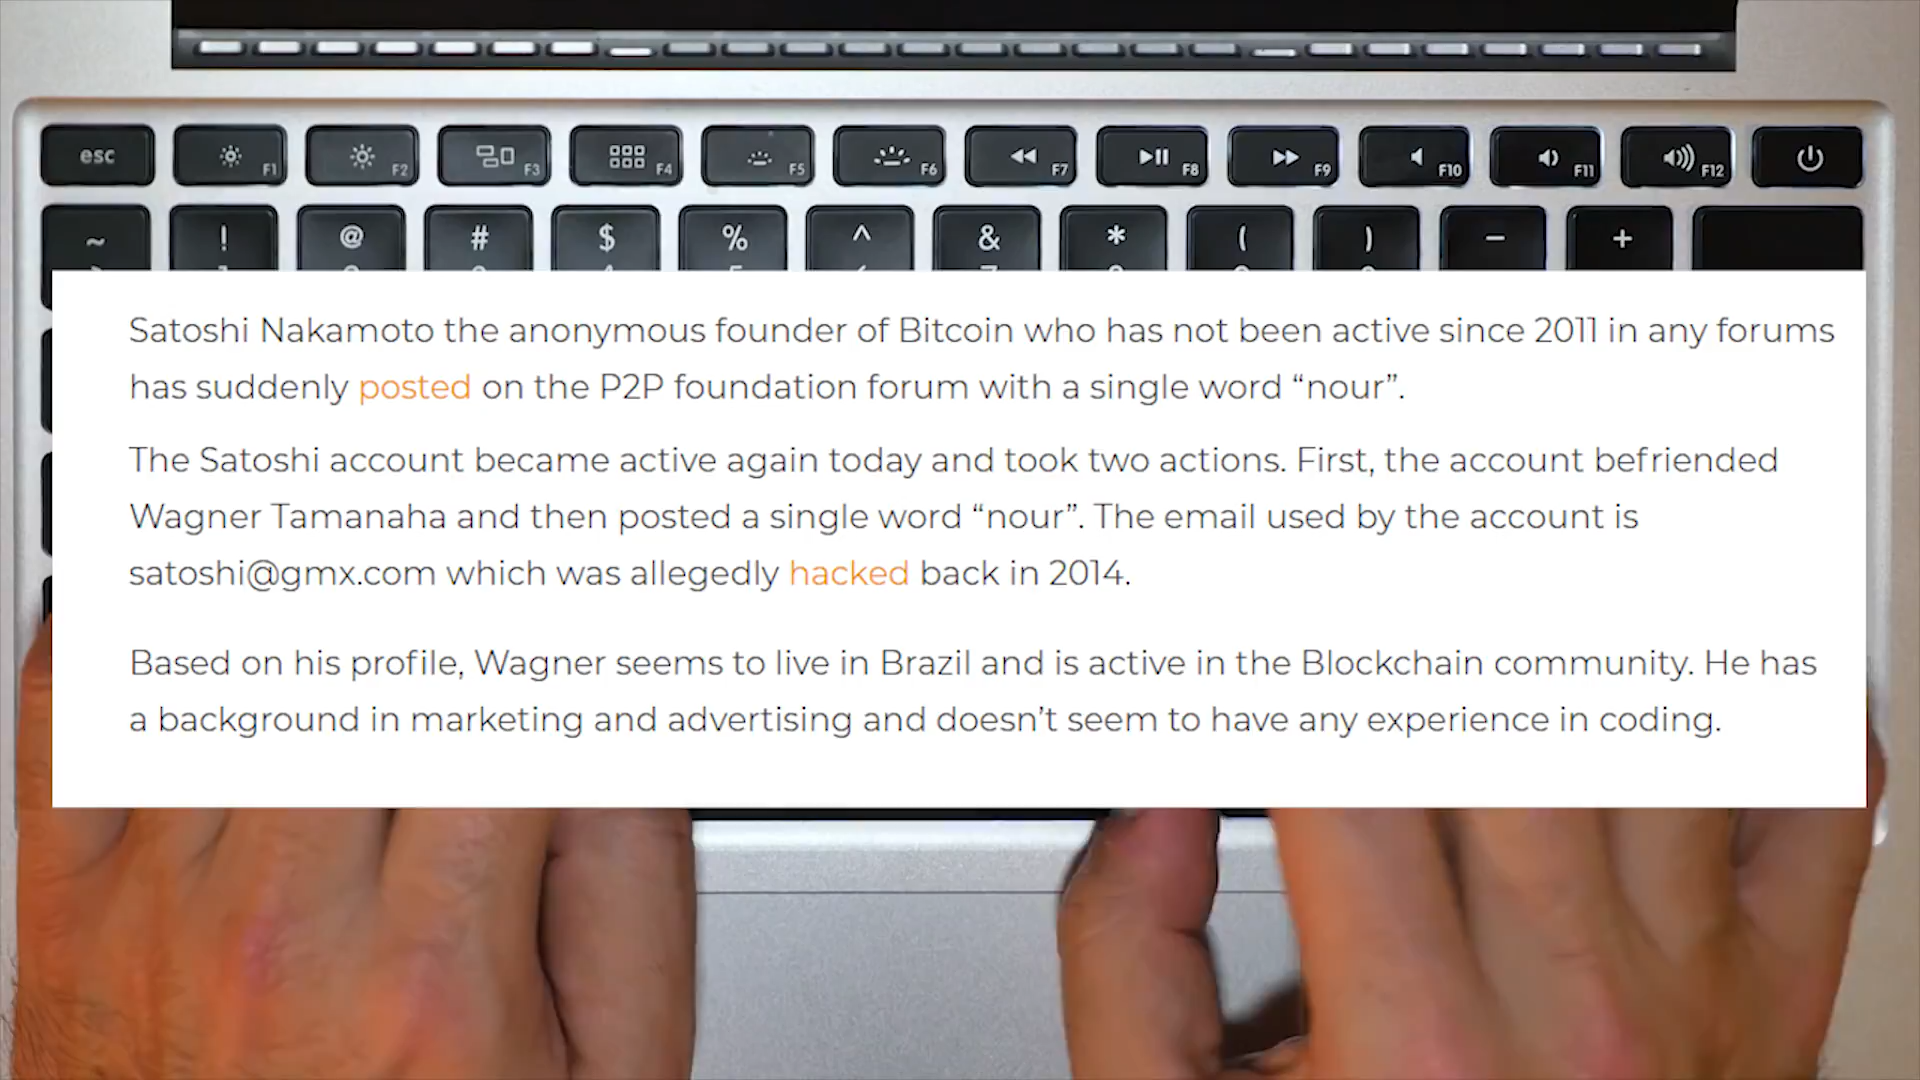 esc F1 F2 F3 F4 F5 F6 F7 F8 F9 F10 F11 F12
~ ! @ # $ % ^ & * ( ) – +
Satoshi Nakamoto the anonymous founder of Bitcoin who has not been active since 2011 in any forums
has suddenly posted on the P2P foundation forum with a single word “nour”.
The Satoshi account became active again today and took two actions. First, the account befriended
Wagner Tamanaha and then posted a single word “nour”. The email used by the account is
satoshi@gmx.com which was allegedly hacked back in 2014.
Based on his profile, Wagner seems to live in Brazil and is active in the Blockchain community. He has
a background in marketing and advertising and doesn’t seem to have any experience in coding.